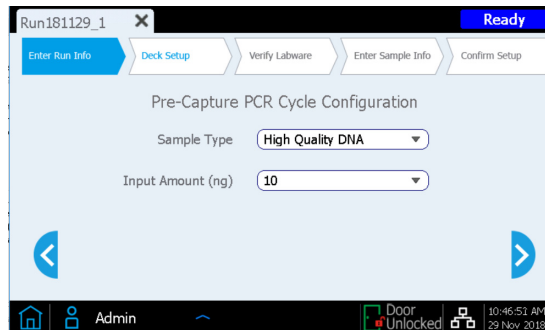 Run181129_1
Ready
Enter Run Info
Deck Setup
Verify Labware
Enter Sample Info
Confirm Setup
Pre-Capture PCR Cycle Configuration
Sample Type
High Quality DNA
Input Amount (ng)
10
Admin
Door
Unlocked
10:46:51 AM
29 Nov 2018